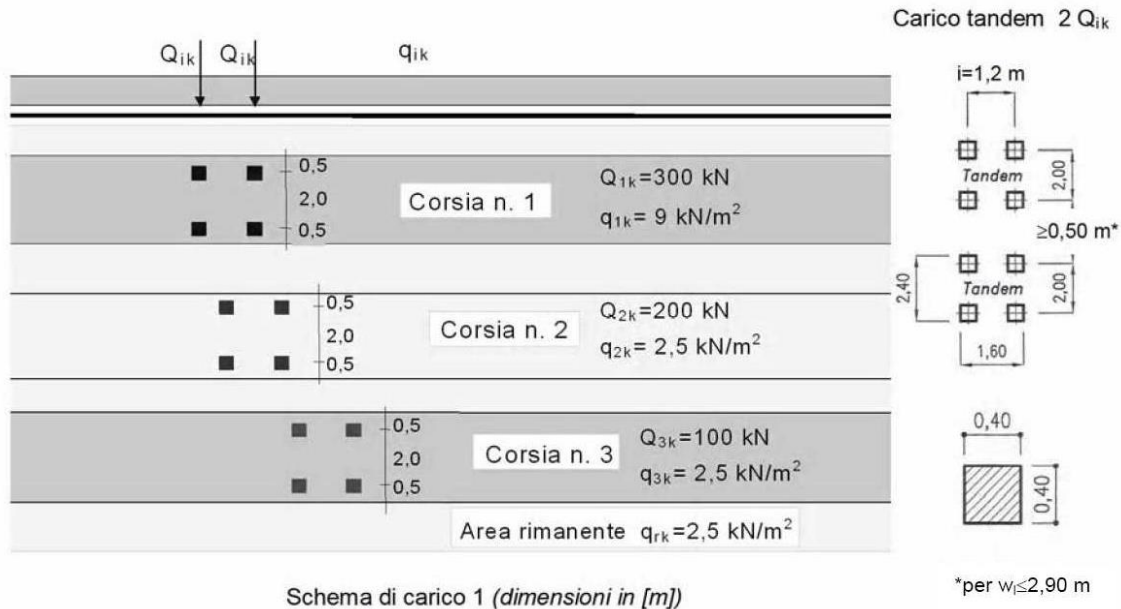 Carico tandem 2 Qik
Qik Qik qik
i=1,2 m
0,5
2,0
0,5
Corsia n. 1
Q1k=300 kN
q1k= 9 kN/m²
Tandem
2,00
≥0,50 m*
0,5
2,0
0,5
Corsia n. 2
Q2k=200 kN
q2k= 2,5 kN/m²
2,40
Tandem
2,00
1,60
0,5
2,0
0,5
Corsia n. 3
Q3k=100 kN
q3k= 2,5 kN/m²
0,40
0,40
Area rimanente qrk=2,5 kN/m²
Schema di carico 1 (dimensioni in [m])
*per wl≤2,90 m